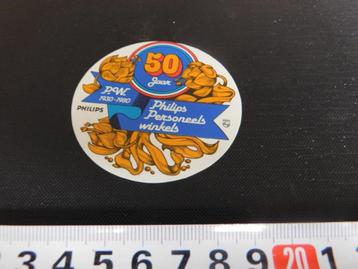 50
Jaar
P.W.
1930-1980
PHILIPS
Philips
Personeels
winkels
3 4 5 6 7 8 9 20 1